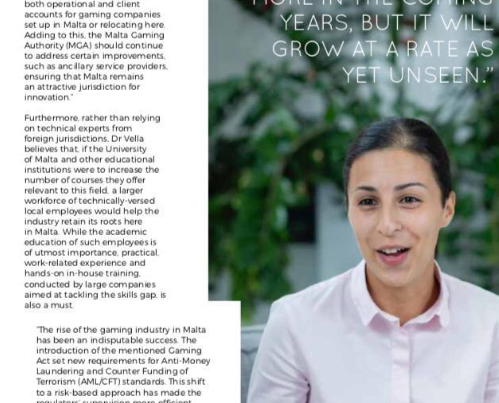 both operational and client
accounts for gaming companies
set up in Malta or relocating here.
Adding to this, the Malta Gaming
Authority (MGA) should continue
to address certain improvements,
such as ancillary service providers,
ensuring that Malta remains
an attractive jurisdiction for
innovation."
Furthermore, rather than relying
on technical experts from
foreign jurisdictions, Dr Vella
believes that, if the University
of Malta and other educational
institutions were to increase the
number of courses they offer
relevant to this field, a larger
workforce of technically-versed
local employees would help the
industry retain its roots here
in Malta. While the academic
education of such employees is
of utmost importance, practical,
work-related experience and
hands-on in-house training,
conducted by large companies
aimed at tackling the skills gap, is
also a must.
"The rise of the gaming industry in Malta
has been an indisputable success. The
introduction of the mentioned Gaming
Act set new requirements for Anti-Money
Laundering and Counter Funding of
Terrorism (AML/CFT) standards. This shift
to a risk-based approach has made the
regulators' supervision more efficient
MORE IN THE COMING
YEARS, BUT IT WILL
GROW AT A RATE AS
YET UNSEEN."